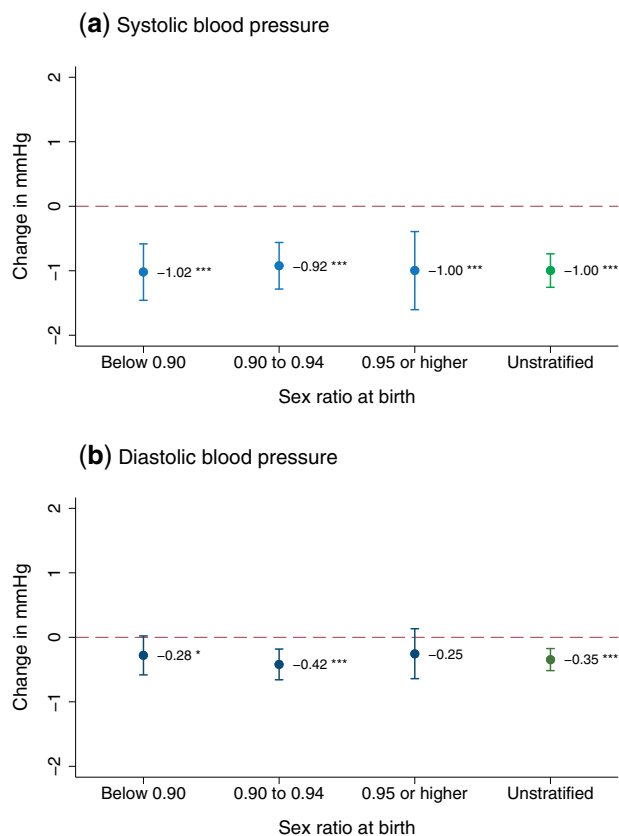 (a) Systolic blood pressure
Change in mmHg
2
1
0
−1
−2
−1.02 ***
−0.92 ***
−1.00 ***
−1.00 ***
Below 0.90
0.90 to 0.94
0.95 or higher
Unstratified
Sex ratio at birth
(b) Diastolic blood pressure
Change in mmHg
2
1
0
−1
−2
−0.28 *
−0.42 ***
−0.25
−0.35 ***
Below 0.90
0.90 to 0.94
0.95 or higher
Unstratified
Sex ratio at birth